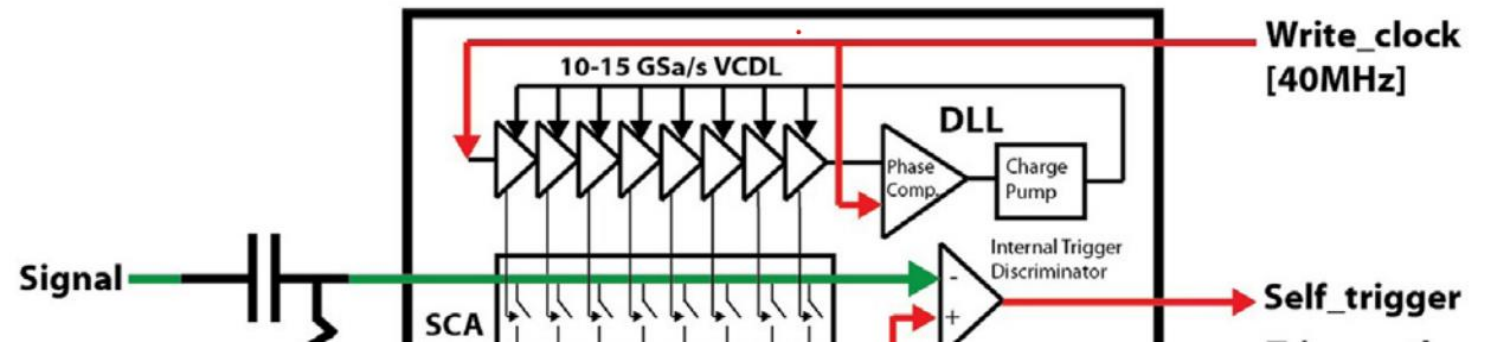 Write_clock
[40MHz]
10-15 GSa/s VCDL
DLL
Phase
Comp.
Charge
Pump
Internal Trigger
Discriminator
Signal
-
+
Self_trigger
SCA